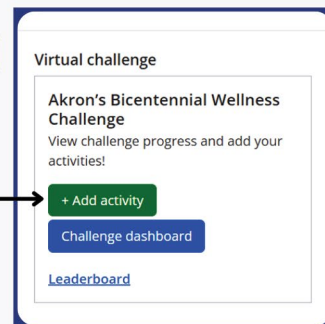 Virtual challenge
Akron's Bicentennial Wellness
Challenge
View challenge progress and add your
activities!
+ Add activity
Challenge dashboard
Leaderboard